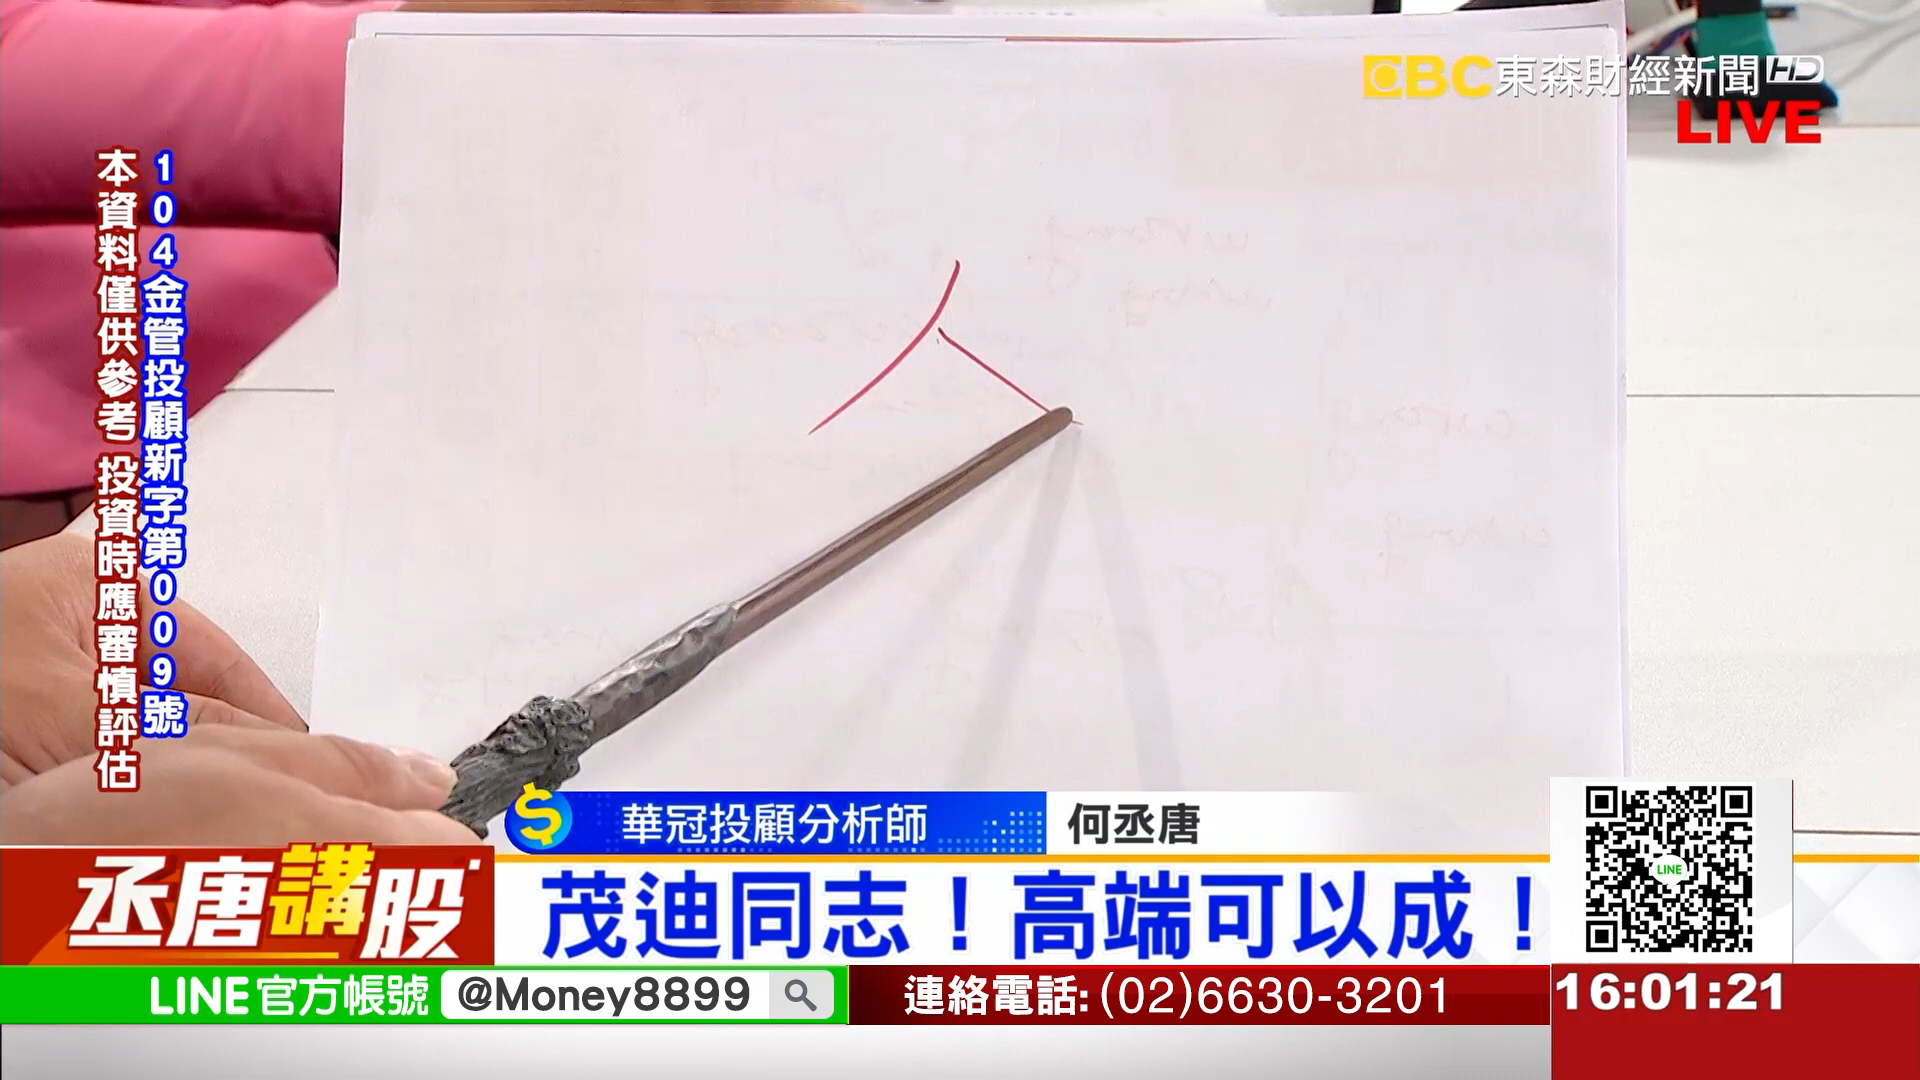 EBC東森財經新聞HD
LIVE
104金管投顧新字第009號
本資料僅供參考 投資時應審慎評估
人
華冠投顧分析師 何丞唐
丞唐講股
茂迪同志！高端可以成！
LINE
LINE官方帳號 @Money8899
連絡電話:(02)6630-3201
16:01:21